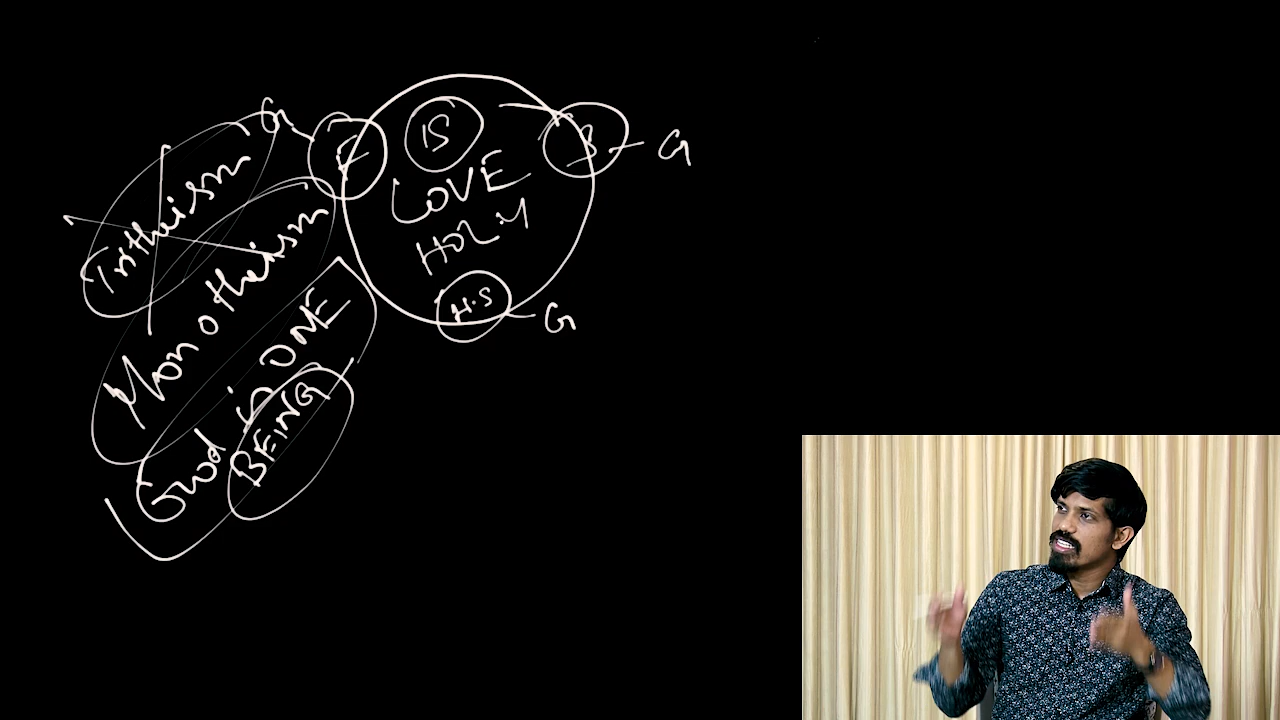 G
F
IS
S
G
LOVE
HOLY
H.S
G
Tritheism
Monotheism
God is ONE
BEING